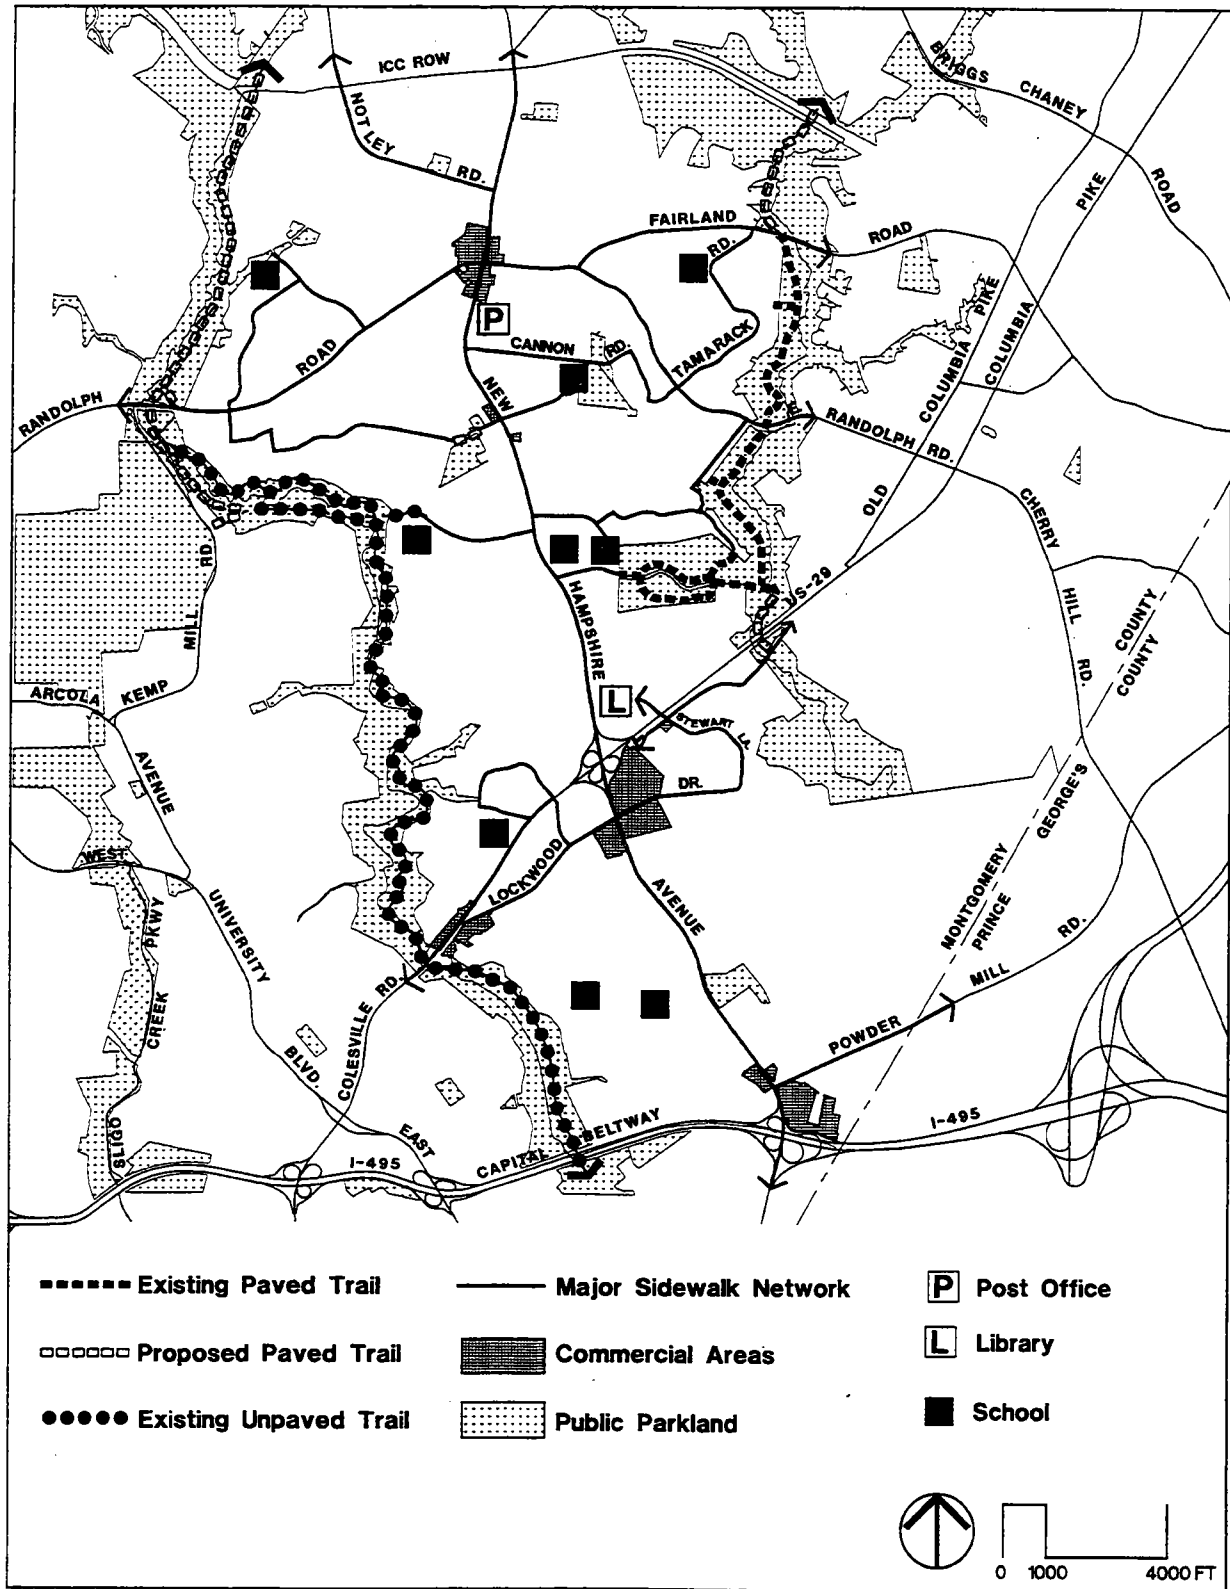 ICC ROW
BRIGGS
CHANEY
ROAD
NOTLEY
RD.
PIKE
FAIRLAND
ROAD
RD.
P
CANNON
RD.
TAMARACK
ROAD
PIKE
COLUMBIA
COLUMBIA
OLD
NEW
RANDOLPH
RANDOLPH RD.
CHERRY
HILL
RD.
US-29
RD.
MILL
KEMP
ARCOLA
AVENUE
HAMPSHIRE
L
STEWART
LA.
DR.
COUNTY
COUNTY
GEORGE'S
MONTGOMERY
PRINCE
WEST
UNIVERSITY
LOCKWOOD
AVENUE
PKWY
CREEK
SLIGO
BLVD.
COLESVILLE RD.
EAST
POWDER
MILL
RD.
I-495
CAPITAL
BELTWAY
I-495
Existing Paved Trail
Major Sidewalk Network
P
Post Office
Proposed Paved Trail
Commercial Areas
L
Library
Existing Unpaved Trail
Public Parkland
School
0 1000 4000 FT